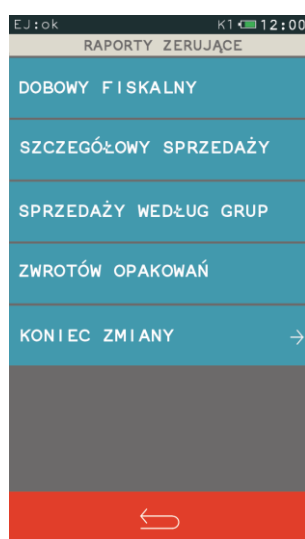 EJ:ok K1 12:00
RAPORTY ZERUJĄCE
DOBOWY FISKALNY
SZCZEGÓŁOWY SPRZEDAŻY
SPRZEDAŻY WEDŁUG GRUP
ZWROTÓW OPAKOWAŃ
KONIEC ZMIANY →